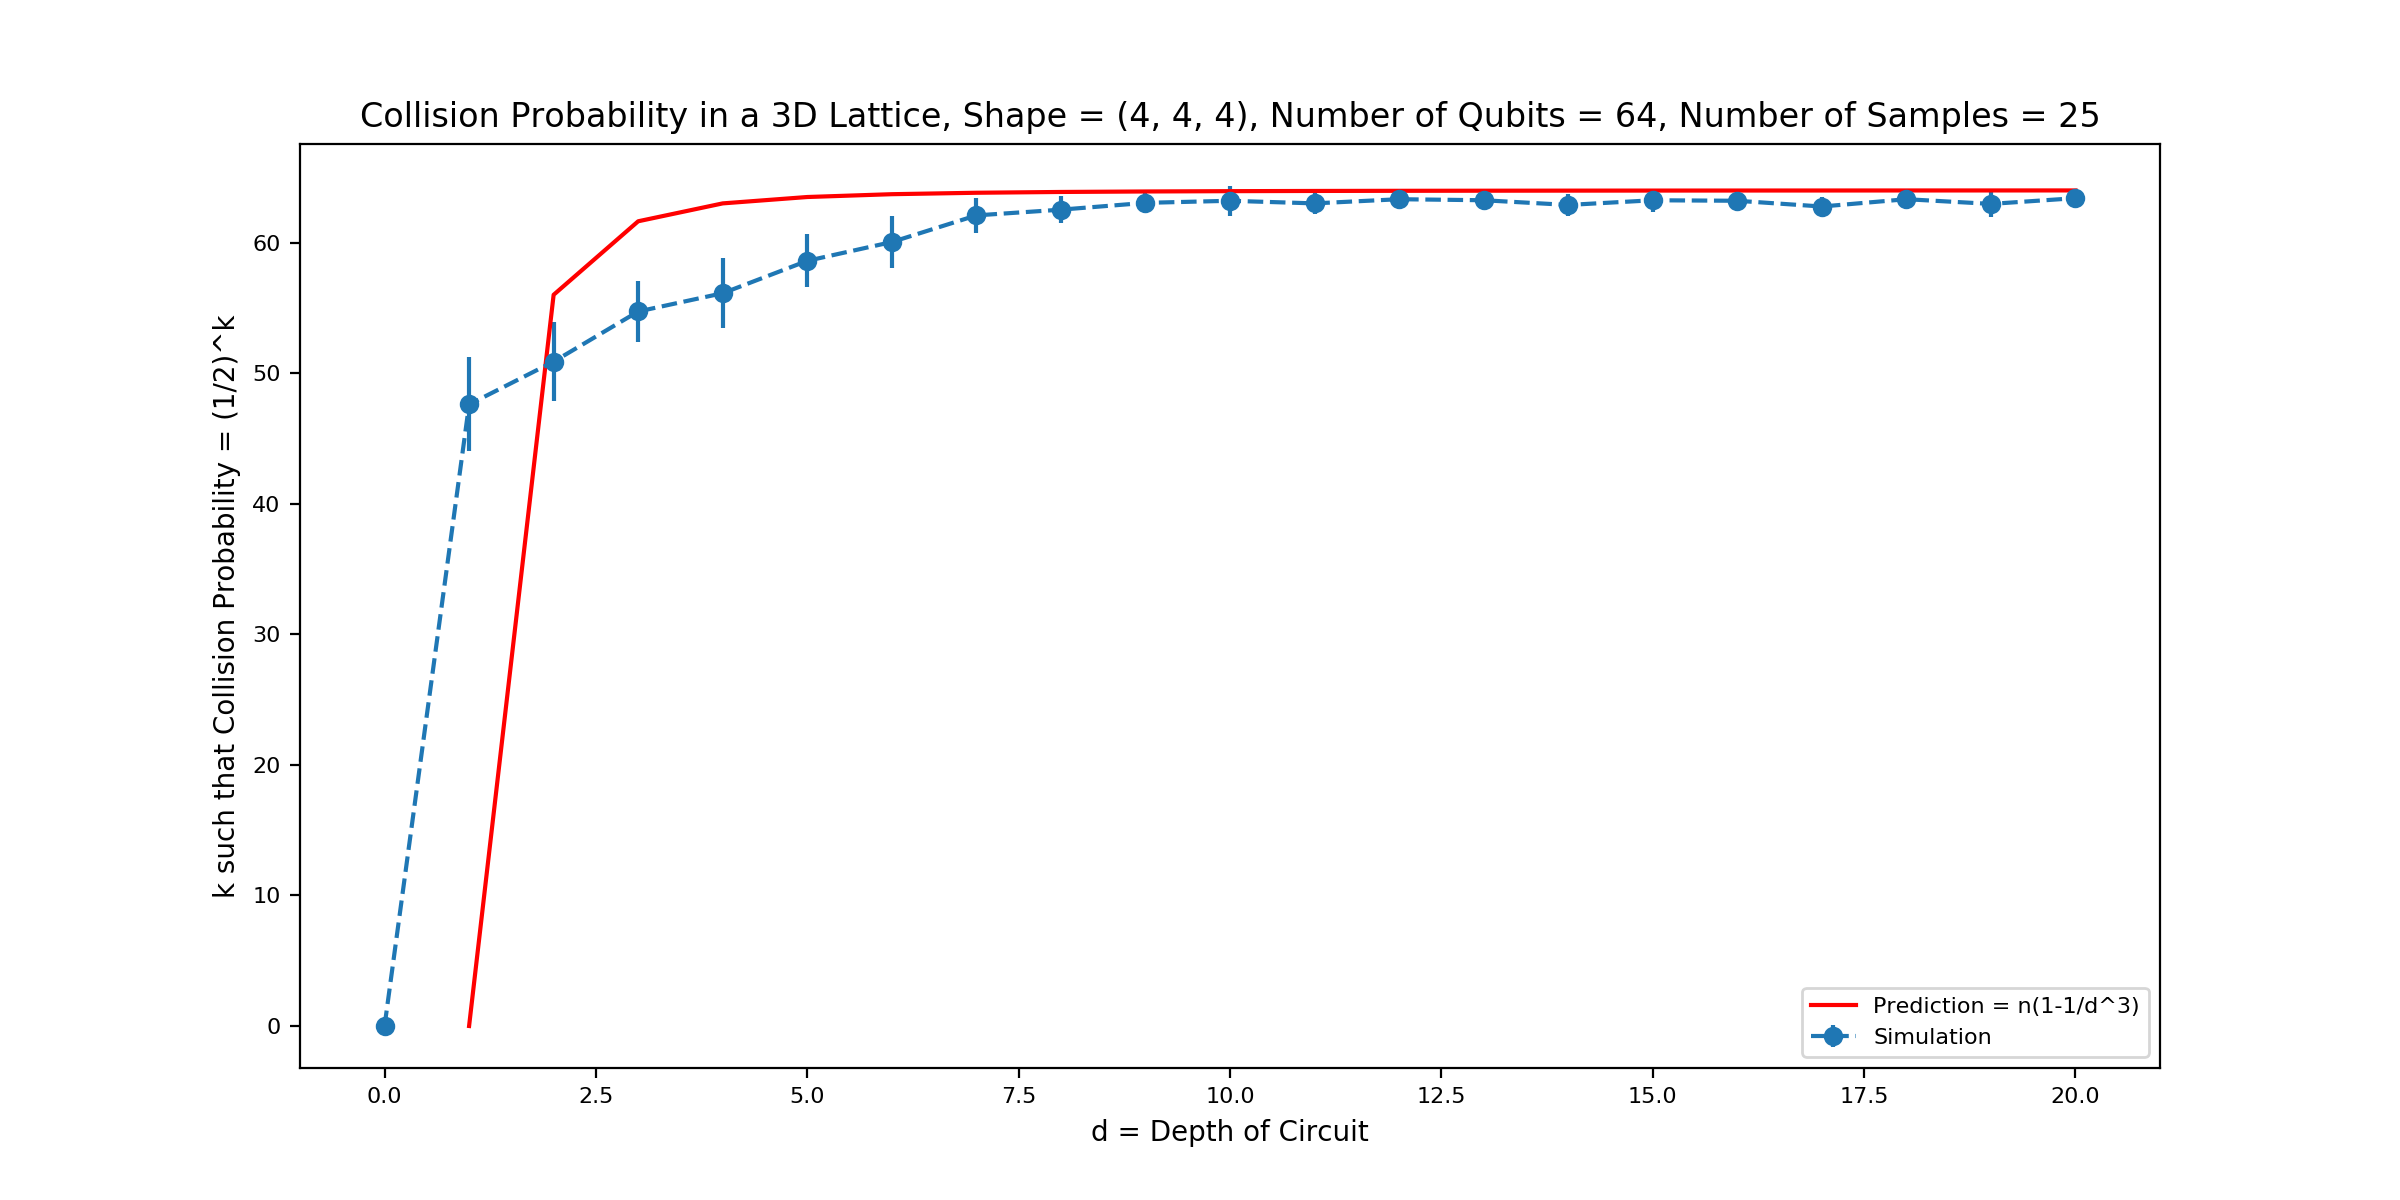 Collision Probability in a 3D Lattice, Shape = (4, 4, 4), Number of Qubits = 64, Number of Samples = 25
k such that Collision Probability = (1/2)^k
60
50
40
30
20
10
0
Prediction = n(1-1/d^3)
Simulation
0.0 2.5 5.0 7.5 10.0 12.5 15.0 17.5 20.0
d = Depth of Circuit